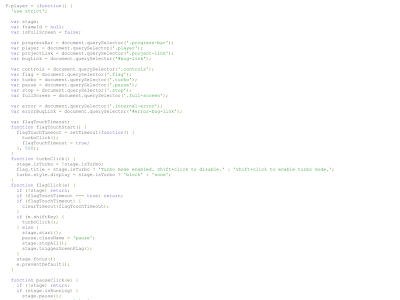 P.player = (function() {
'use strict';
var stage;
var frameId = null;
var isFullScreen = false;
var progressBar = document.querySelector('.progress-bar');
var player = document.querySelector('.player');
var projectLink = document.querySelector('.project-link');
var bugLink = document.querySelector('#bug-link');
var controls = document.querySelector('.controls');
var flag = document.querySelector('.flag');
var turbo = document.querySelector('.turbo');
var pause = document.querySelector('.pause');
var stop = document.querySelector('.stop');
var fullScreen = document.querySelector('.full-screen');
var error = document.querySelector('.internal-error');
var errorBugLink = document.querySelector('#error-bug-link');
var flagTouchTimeout;
function flagTouchStart() {
flagTouchTimeout = setTimeout(function() {
turboClick();
flagTouchTimeout = true;
}, 500);
}
function turboClick() {
stage.isTurbo = !stage.isTurbo;
flag.title = stage.isTurbo ? 'Turbo mode enabled. Shift+click to disable.' : 'Shift+click to enable turbo mode.';
turbo.style.display = stage.isTurbo ? 'block' : 'none';
}
function flagClick(e) {
if (!stage) return;
if (flagTouchTimeout === true) return;
if (flagTouchTimeout) {
clearTimeout(flagTouchTimeout);
}
if (e.shiftKey) {
turboClick();
} else {
stage.start();
pause.className = 'pause';
stage.stopAll();
stage.triggerGreenFlag();
}
stage.focus();
e.preventDefault();
}
function pauseClick(e) {
if (!stage) return;
if (stage.isRunning) {
stage.pause();